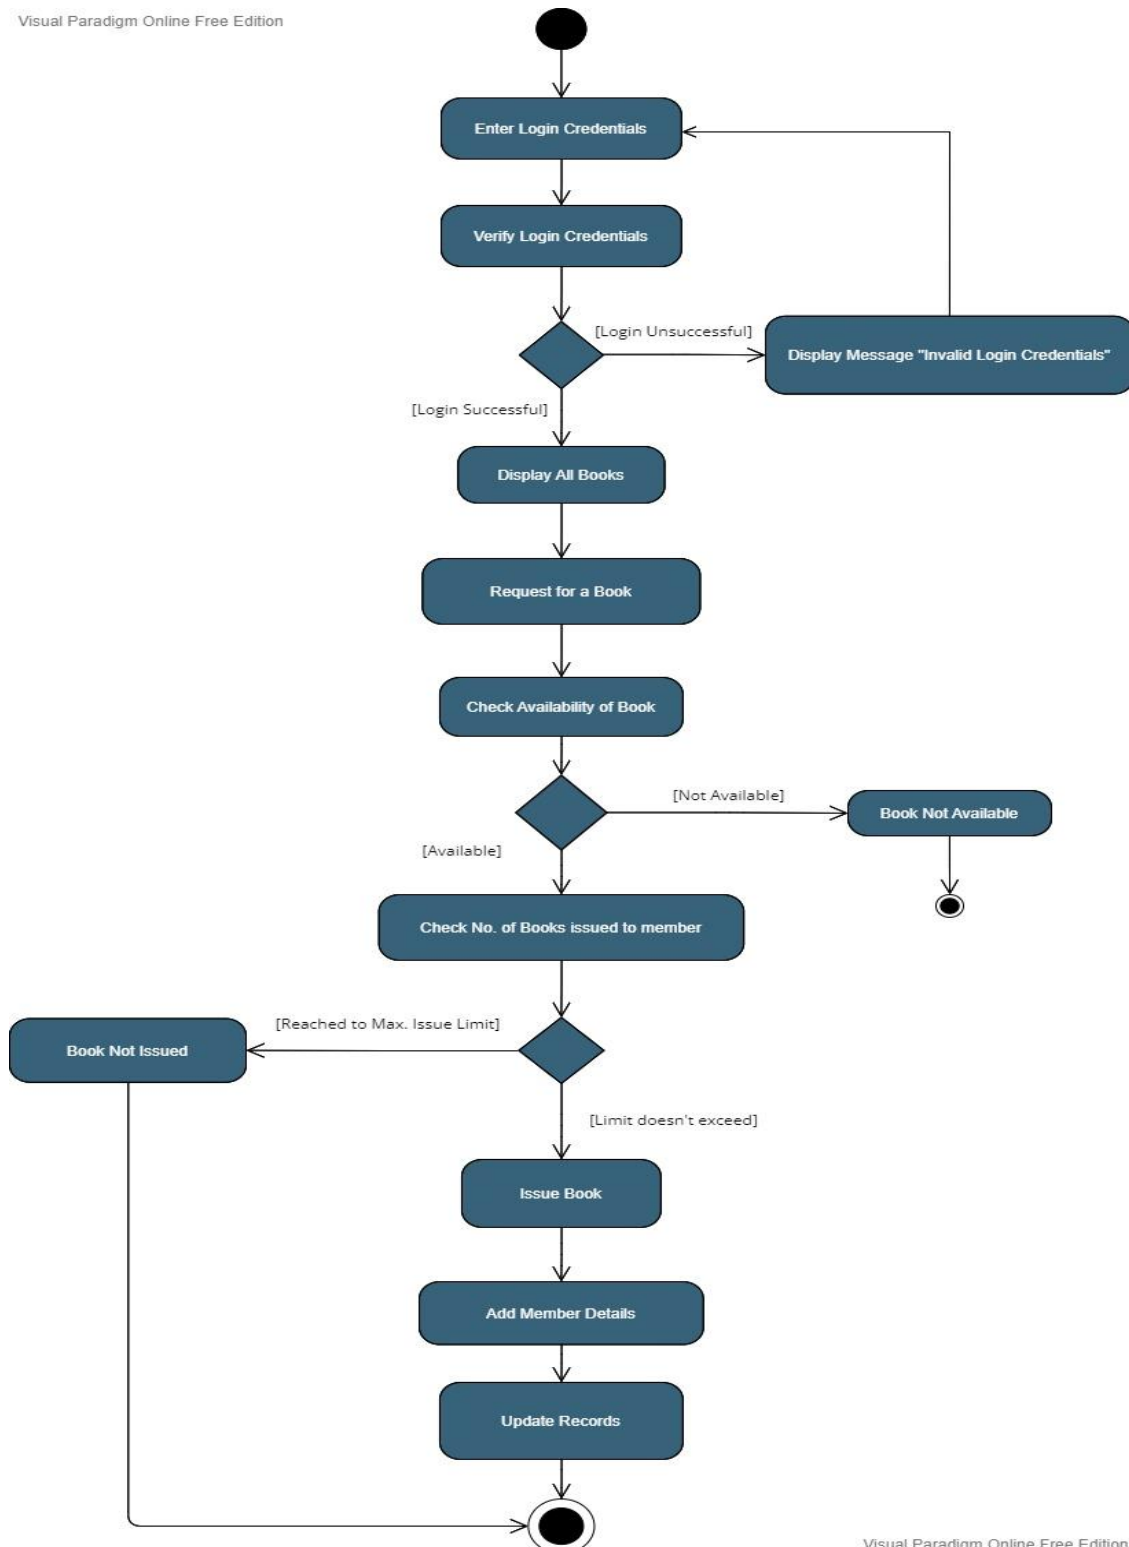 Visual Paradigm Online Free Edition
Enter Login Credentials
Verify Login Credentials
[Login Unsuccessful]
Display Message "Invalid Login Credentials"
[Login Successful]
Display All Books
Request for a Book
Check Availability of Book
[Not Available]
Book Not Available
[Available]
Check No. of Books issued to member
[Reached to Max. Issue Limit]
Book Not Issued
[Limit doesn't exceed]
Issue Book
Add Member Details
Update Records
Visual Paradigm Online Free Edition